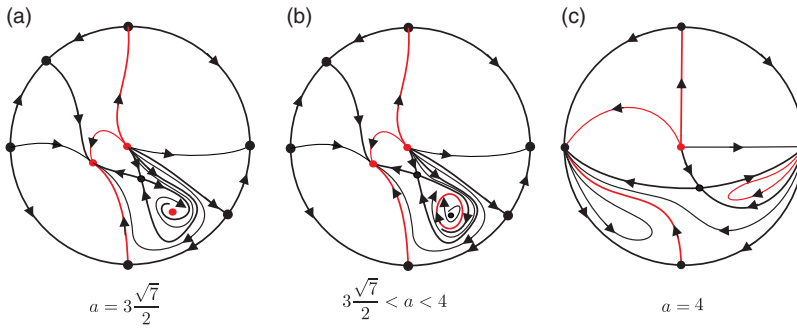 (a)
(b)
(c)
a = 3 √7/2
3 √7/2 < a < 4
a = 4